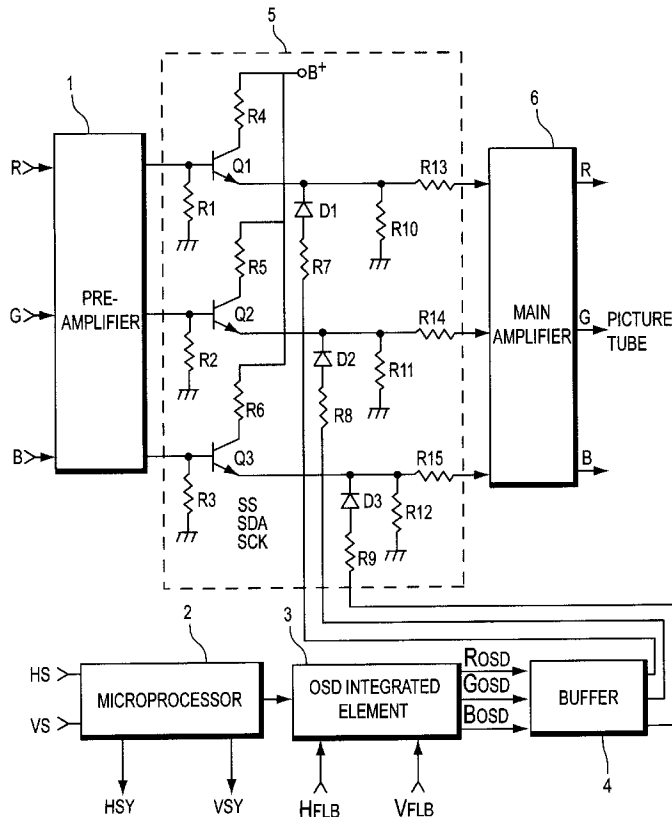 5
B+
1
R4
6
R
Q1
R13
R
R1
D1
R10
R5
R7
PRE-
AMPLIFIER
MAIN
AMPLIFIER
G
Q2
R14
G
PICTURE
TUBE
R2
D2
R11
R6
R8
B
Q3
R15
B
R3
SS
SDA
SCK
D3
R12
R9
2
3
HS
VS
MICROPROCESSOR
OSD INTEGRATED
ELEMENT
ROSD
GOSD
BOSD
BUFFER
4
HSY
VSY
HFLB
VFLB